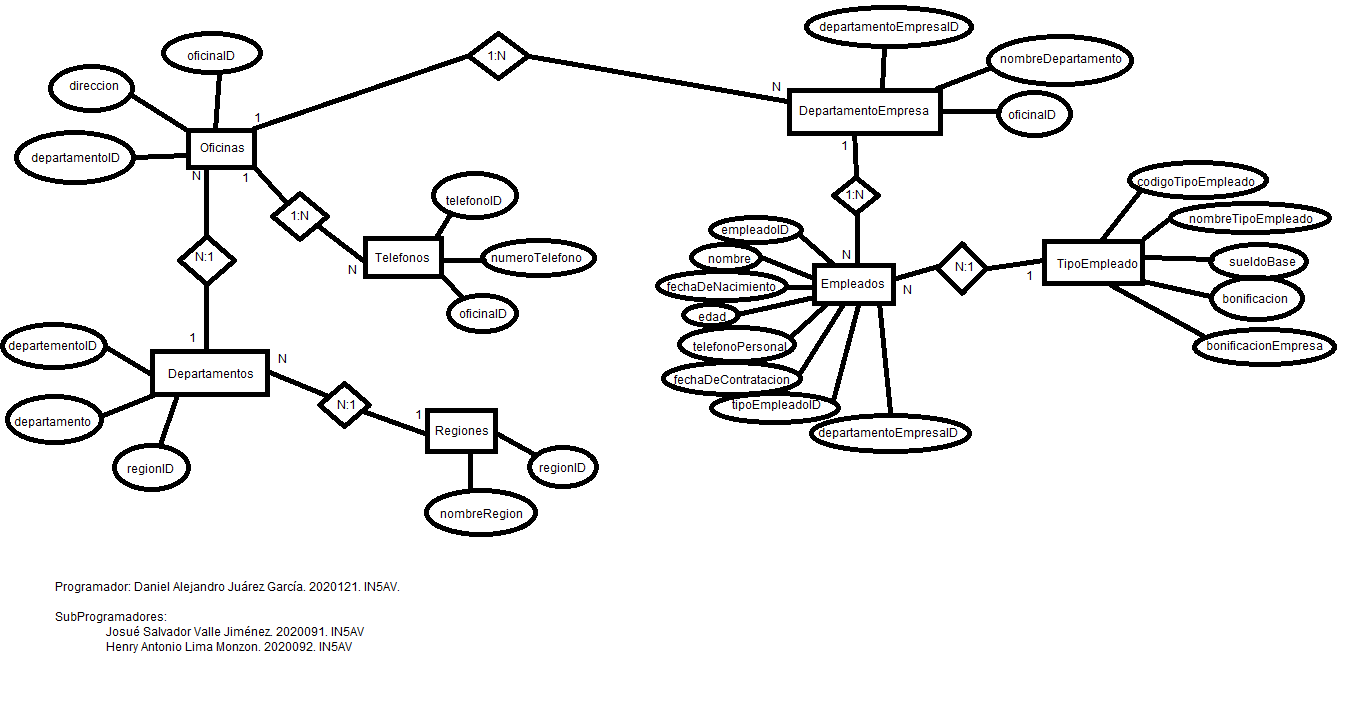 departamentoEmpresaID
oficinaID
1:N
nombreDepartamento
direccion
N
DepartamentoEmpresa
oficinaID
1
Oficinas
1
departamentoID
N
1
1:N
telefonoID
codigoTipoEmpleado
1:N
nombreTipoEmpleado
empleadoID
N:1
Telefonos
numeroTelefono
N
nombre
N
Empleados
N:1
TipoEmpleado
sueldoBase
fechaDeNacimiento
N
1
bonificacion
oficinaID
edad
departementoID
1
telefonoPersonal
bonificacionEmpresa
N
Departamentos
fechaDeContratacion
N:1
tipoEmpleadoID
departamento
1
Regiones
departamentoEmpresaID
regionID
regionID
nombreRegion
Programador: Daniel Alejandro Juárez García. 2020121. IN5AV.
SubProgramadores:
Josué Salvador Valle Jiménez. 2020091. IN5AV
Henry Antonio Lima Monzon. 2020092. IN5AV